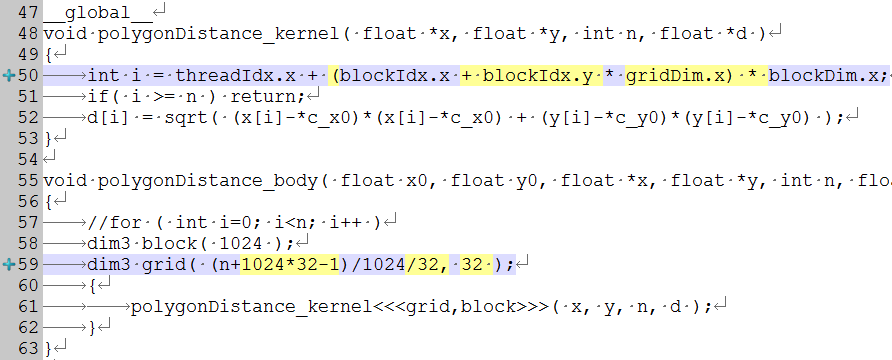 47 __global__
48 void polygonDistance_kernel( float *x, float *y, int n, float *d )
49 {
50 int i = threadIdx.x + (blockIdx.x + blockIdx.y * gridDim.x) * blockDim.x;
51 if( i >= n ) return;
52 d[i] = sqrt( (x[i]-*c_x0)*(x[i]-*c_x0) + (y[i]-*c_y0)*(y[i]-*c_y0) );
53 }
54
55 void polygonDistance_body( float x0, float y0, float *x, float *y, int n, floa
56 {
57 //for ( int i=0; i<n; i++ )
58 dim3 block( 1024 );
59 dim3 grid( (n+1024*32-1)/1024/32, 32 );
60 {
61 polygonDistance_kernel<<<grid,block>>>( x, y, n, d );
62 }
63 }